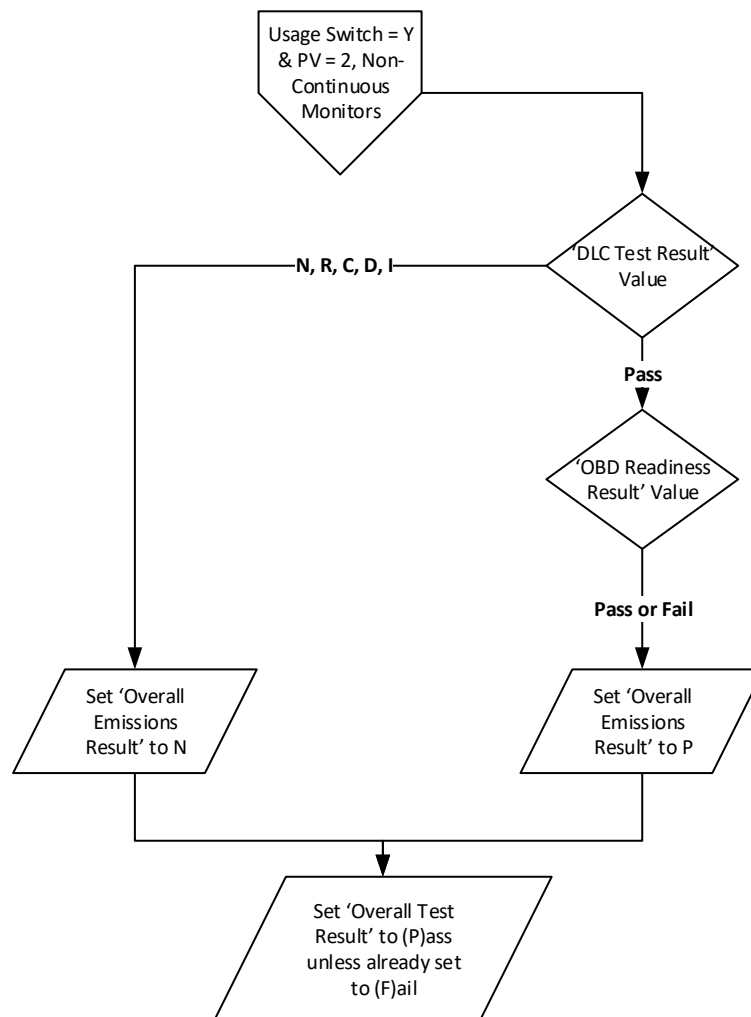 Usage Switch = Y
& PV = 2, Non-
Continuous
Monitors
‘DLC Test Result’
Value
N, R, C, D, I
Pass
‘OBD Readiness
Result’ Value
Pass or Fail
Set ‘Overall
Emissions
Result’ to N
Set ‘Overall
Emissions
Result’ to P
Set ‘Overall Test
Result’ to (P)ass
unless already set
to (F)ail